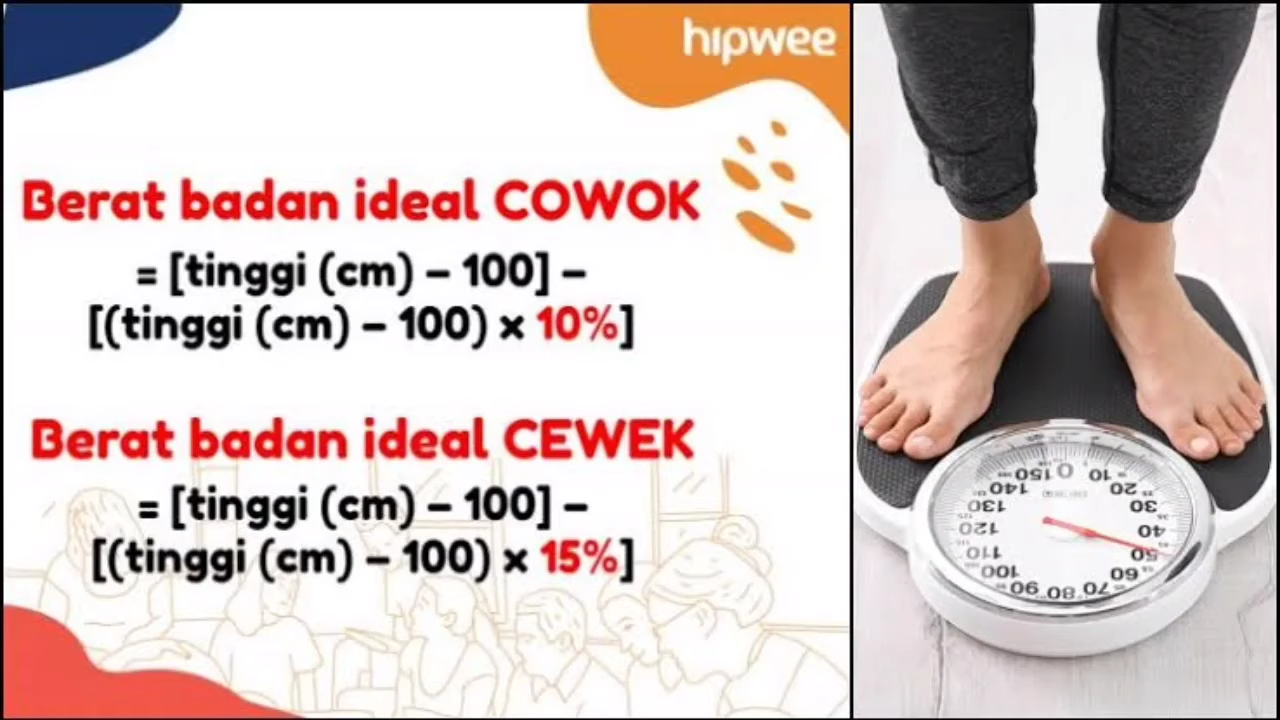 hipwee
Berat badan ideal COWOK
= [tinggi (cm) – 100] –
[(tinggi (cm) – 100) x 10%]
Berat badan ideal CEWEK
= [tinggi (cm) – 100] –
[(tinggi (cm) – 100) x 15%]
0
10
20
30
40
50
60
70
80
90
100
110
120
130
140
150